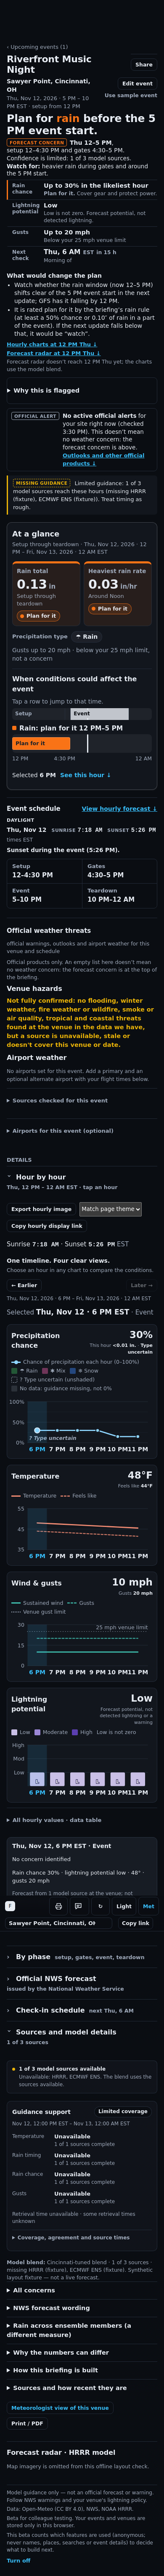 ‹ Upcoming events (1)
Riverfront Music
Night
Share
Sawyer Point, Cincinnati,
OH
Edit event
Thu, Nov 12, 2026 · 5 PM – 10
PM EST · setup from 12 PM
Use sample event
Plan for rain before the 5
PM event start.
FORECAST CONCERN Thu 12–5 PM,
setup 12–4:30 PM and gates 4:30–5 PM.
Confidence is limited: 1 of 3 model sources.
Watch for: heavier rain during gates and around
the 5 PM start.
Rain
chance
Up to 30% in the likeliest hour
Plan for it. Cover gear and protect power.
Lightning
potential
Low
Low is not zero. Forecast potential, not
detected lightning.
Gusts
Up to 20 mph
Below your 25 mph venue limit
Next
check
Thu, 6 AM EST in 15 h
Morning of
What would change the plan
• Watch whether the rain window (now 12–5 PM)
shifts clear of the 5 PM event start in the next
update; GFS has it falling by 12 PM.
• It is rated plan for it by the briefing's rain rule
(at least a 50% chance or 0.10" of rain in an hour
of the event). If the next update falls below
that, it would be "watch".
Hourly charts at 12 PM Thu ↓
Forecast radar at 12 PM Thu ↓
Forecast radar doesn't reach 12 PM Thu yet; the charts
use the model blend.
▶ Why this is flagged
OFFICIAL ALERT
No active official alerts for
your site right now (checked
3:30 PM). No alerts doesn't
mean no weather concern: the
forecast concern is above.
Outlooks and other official
products ↓
MISSING GUIDANCE Limited guidance: 1 of 3
model sources reach these hours (missing HRRR
(fixture), ECMWF ENS (fixture)). Treat timing as
rough.
At a glance
Setup through teardown · Thu, Nov 12, 2026 · 12
PM – Fri, Nov 13, 2026 · 12 AM EST
Rain total
0.13 in
Setup through
teardown
Plan for it
Heaviest rain rate
0.03 in/hr
Around Noon
Plan for it
Precipitation type
Rain
Gusts up to 20 mph · below your 25 mph limit,
not a concern
When conditions could affect the
event
Tap a row to jump to that time.
Setup
Event
Rain: plan for it 12 PM–5 PM
Plan for it
12 PM
4:30 PM
12 AM
Selected 6 PM See this hour ↓
Event schedule
View hourly forecast ↓
DAYLIGHT
Thu, Nov 12 SUNRISE 7:18 AM · SUNSET 5:26 PM
times EST
Sunset during the event (5:26 PM).
Setup
12–4:30 PM
Gates
4:30–5 PM
Event
5–10 PM
Teardown
10 PM–12 AM
Official weather threats
official warnings, outlooks and airport weather for this
venue and schedule
Official products only. An empty list here doesn't mean
no weather concern: the forecast concern is at the top of
the briefing.
Venue hazards
Not fully confirmed: no flooding, winter
weather, fire weather or wildfire, smoke or
air quality, tropical and coastal threats
found at the venue in the data we have,
but a source is unavailable, stale or
doesn't cover this venue or date.
Airport weather
No airports set for this event. Add a primary and any
optional alternate airport with your flight times below.
▶ Sources checked for this event
▶ Airports for this event (optional)
DETAILS
Hour by hour
Thu, 12 PM – 12 AM EST · tap an hour
Export hourly image
Match page theme
Copy hourly display link
Sunrise 7:18 AM · Sunset 5:26 PM EST
One timeline. Four clear views.
Choose an hour in any chart to compare the conditions.
← Earlier
Later →
Thu, Nov 12, 2026 · 6 PM – Fri, Nov 13, 2026 · 12 AM EST
Selected Thu, Nov 12 · 6 PM EST · Event
Precipitation
chance
30%
This hour <0.01 in. · Type
uncertain
Chance of precipitation each hour (0–100%)
Rain
Mix
Snow
? Type uncertain (unshaded)
No data: guidance missing, not 0%
100%
50%
0%
? Type uncertain
6 PM 7 PM 8 PM 9 PM 10 PM 11 PM
Temperature
48°F
Feels like 44°F
Temperature
Feels like
55
45
35
6 PM 7 PM 8 PM 9 PM 10 PM 11 PM
Wind & gusts
10 mph
Gusts 20 mph
Sustained wind
Gusts
Venue gust limit
30
15
0
25 mph venue limit
6 PM 7 PM 8 PM 9 PM 10 PM 11 PM
Lightning
potential
Low
Forecast potential, not
detected lightning or a
warning
Low
Moderate
High
Low is not zero
High
Mod
Low
L L L L L L
6 PM 7 PM 8 PM 9 PM 10 PM 11 PM
▶ All hourly values · data table
Thu, Nov 12, 6 PM EST · Event
No concern identified
Rain chance 30% · lightning potential low · 48° ·
gusts 20 mph
Forecast from 1 model source at the venue; not
F
Light
Met
Sawyer Point, Cincinnati, OH
Copy link
By phase setup, gates, event, teardown
Official NWS forecast
issued by the National Weather Service
Check-in schedule next Thu, 6 AM
Sources and model details
1 of 3 sources
1 of 3 model sources available
Unavailable: HRRR, ECMWF ENS. The blend uses the
sources available.
Guidance support
Limited coverage
Nov 12, 12:00 PM EST – Nov 13, 12:00 AM EST
Temperature
Unavailable
1 of 1 sources complete
Rain timing
Unavailable
1 of 1 sources complete
Rain chance
Unavailable
1 of 1 sources complete
Gusts
Unavailable
1 of 1 sources complete
Retrieval time unavailable · some retrieval times
unknown
▶ Coverage, agreement and source times
Model blend: Cincinnati-tuned blend · 1 of 3 sources ·
missing HRRR (fixture), ECMWF ENS (fixture). Synthetic
layout fixture — not a live forecast.
▶ All concerns
▶ NWS forecast wording
▶ Rain across ensemble members (a
different measure)
▶ Why the numbers can differ
▶ How this briefing is built
▶ Sources and how recent they are
Meteorologist view of this venue
Print / PDF
Forecast radar · HRRR model
Map imagery is omitted from this offline layout check.
Model guidance only — not an official forecast or warning.
Follow NWS warnings and your venue's lightning policy.
Data: Open-Meteo (CC BY 4.0), NWS, NOAA HRRR.
Beta for colleague testing. Your events and venues are
stored only in this browser.
This beta counts which features are used (anonymous;
never names, places, searches or event details) to decide
what to build next.
Turn off